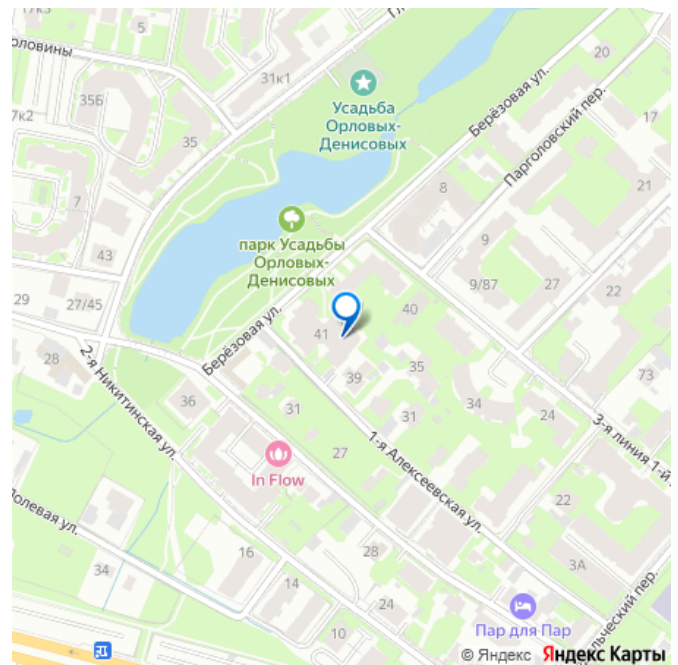 5
оловины
31к1
20
35Б
Усадьба
Орловых-
Денисовых
Берёзовая ул.
Парголовский пер.
7к2
17
35
8
21
7
парк Усадьбы
Орловых-
Денисовых
9
43
9/87
27
22
29
27/45
40
Берёзовая ул.
41
2-я Никитинская ул.
28
35
73
39
36
31
31
34
24
3-я линия 1-й
1-я Алексеевская ул.
27
In Flow
22
Полевая ул.
16
28
3А
34
14
24
ельческий пер.
10
Пар для Пар
© Яндекс Яндекс Карты